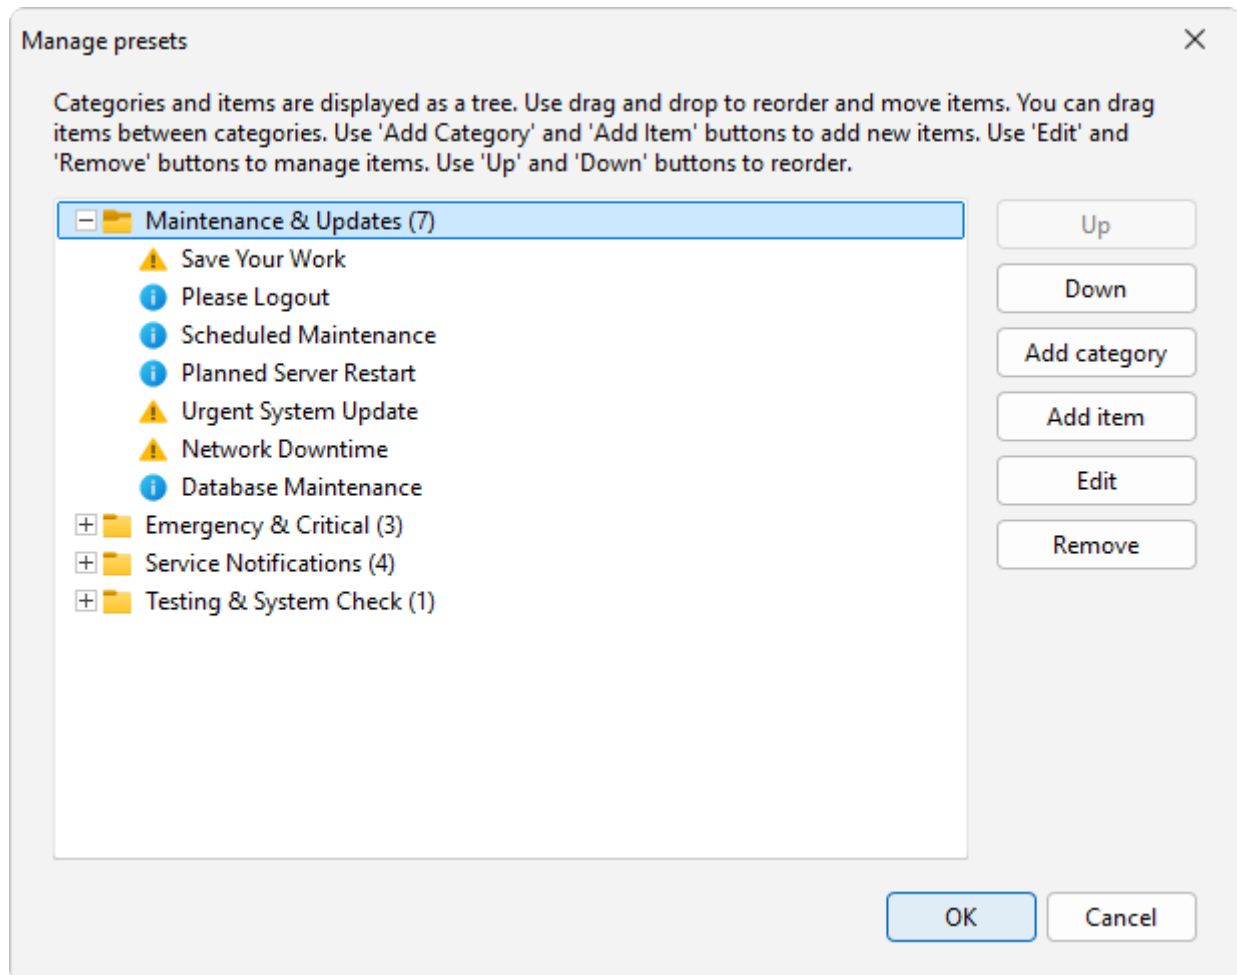 Manage presets
Categories and items are displayed as a tree. Use drag and drop to reorder and move items. You can drag
items between categories. Use 'Add Category' and 'Add Item' buttons to add new items. Use 'Edit' and
'Remove' buttons to manage items. Use 'Up' and 'Down' buttons to reorder.
Maintenance & Updates (7)
Save Your Work
Please Logout
Scheduled Maintenance
Planned Server Restart
Urgent System Update
Network Downtime
Database Maintenance
Emergency & Critical (3)
Service Notifications (4)
Testing & System Check (1)
Up
Down
Add category
Add item
Edit
Remove
OK
Cancel